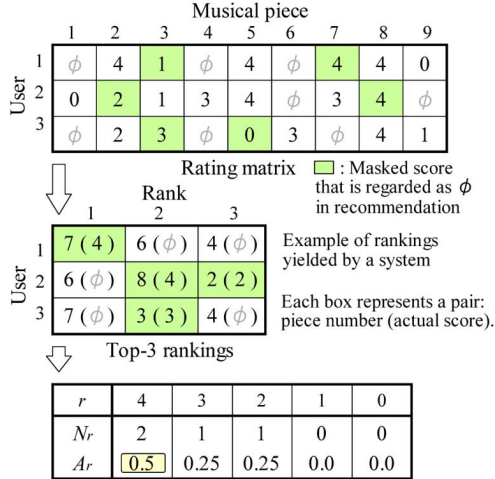 Musical piece
1 2 3 4 5 6 7 8 9
User
1 ϕ 4 1 ϕ 4 ϕ 4 4 0
2 0 2 1 3 4 ϕ 3 4 ϕ
3 ϕ 2 3 ϕ 0 3 ϕ 4 1
Rating matrix
: Masked score
that is regarded as ϕ
in recommendation
Rank
1 2 3
User
1 7 ( 4 ) 6 (ϕ) 4 (ϕ)
2 6 (ϕ) 8 ( 4 ) 2 ( 2 )
3 7 (ϕ) 3 ( 3 ) 4 (ϕ)
Example of rankings
yielded by a system
Each box represents a pair:
piece number (actual score).
Top-3 rankings
r 4 3 2 1 0
Nr 2 1 1 0 0
Ar 0.5 0.25 0.25 0.0 0.0